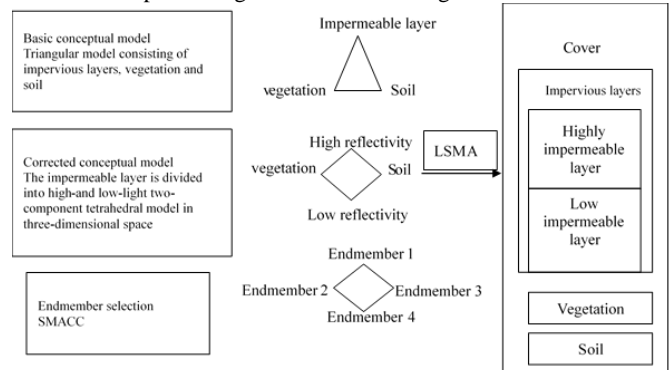 Basic conceptual model
Triangular model consisting of
impervious layers, vegetation and
soil
Impermeable layer
vegetation
Soil
Corrected conceptual model
The impermeable layer is divided
into high-and low-light two-
component tetrahedral model in
three-dimensional space
High reflectivity
vegetation
Soil
Low reflectivity
LSMA
Endmember selection
SMACC
Endmember 1
Endmember 2
Endmember 3
Endmember 4
Cover
Impervious layers
Highly
impermeable
layer
Low
impermeable
layer
Vegetation
Soil